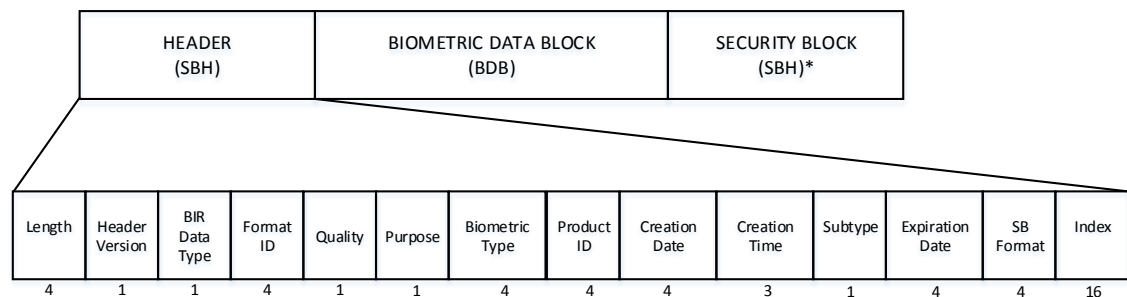 HEADER
(SBH)
BIOMETRIC DATA BLOCK
(BDB)
SECURITY BLOCK
(SBH)*
Length
Header
Version
BIR
Data
Type
Format
ID
Quality
Purpose
Biometric
Type
Product
ID
Creation
Date
Creation
Time
Subtype
Expiration
Date
SB
Format
Index
4 1 1 4 1 1 4 4 4 3 1 4 4 16